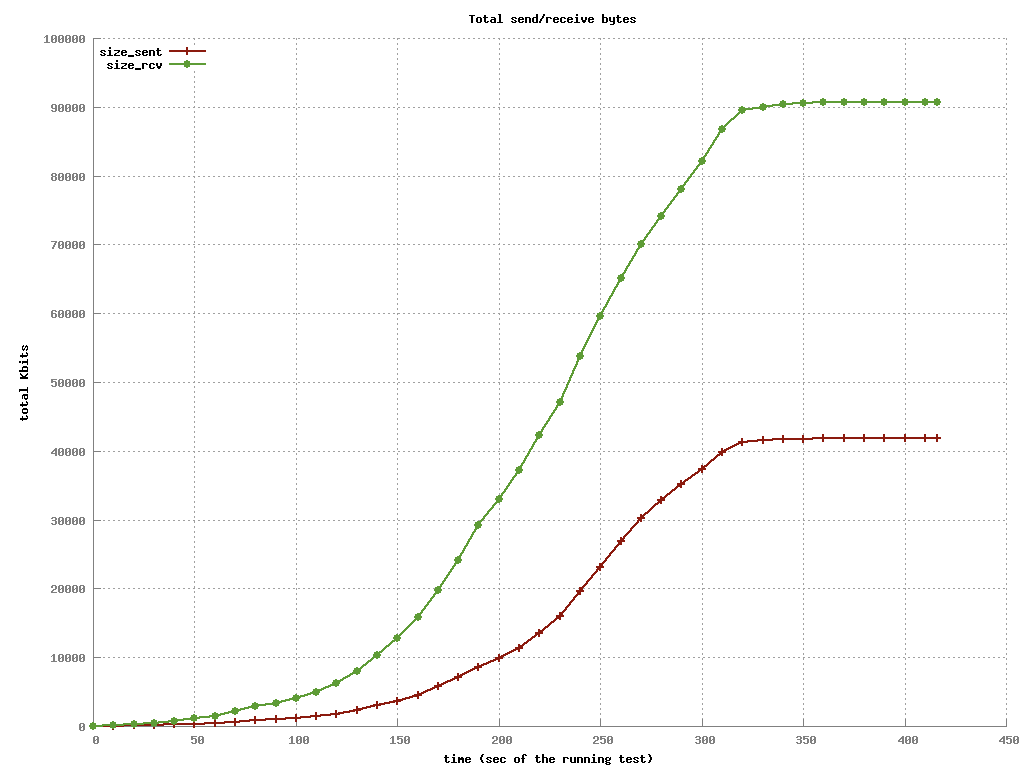 Total send/receive bytes
size_sent
size_rcv
100000
90000
80000
70000
60000
50000
40000
30000
20000
10000
0
total Kbits
0 50 100 150 200 250 300 350 400 450
time (sec of the running test)